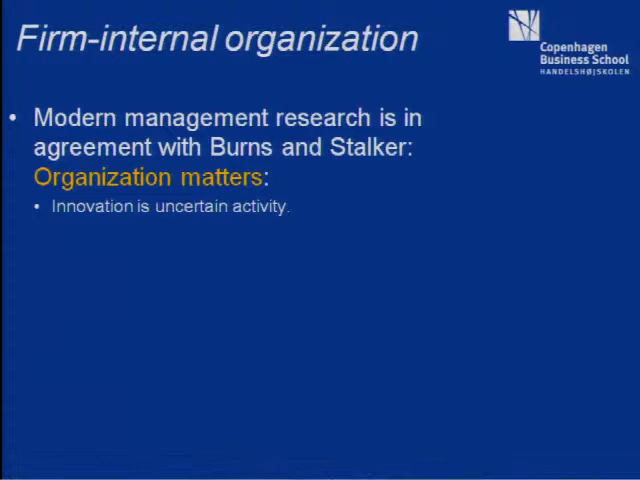 Firm-internal organization
Copenhagen
Business School
HANDELSHØJSKOLEN
• Modern management research is in
agreement with Burns and Stalker:
Organization matters:
• Innovation is uncertain activity.